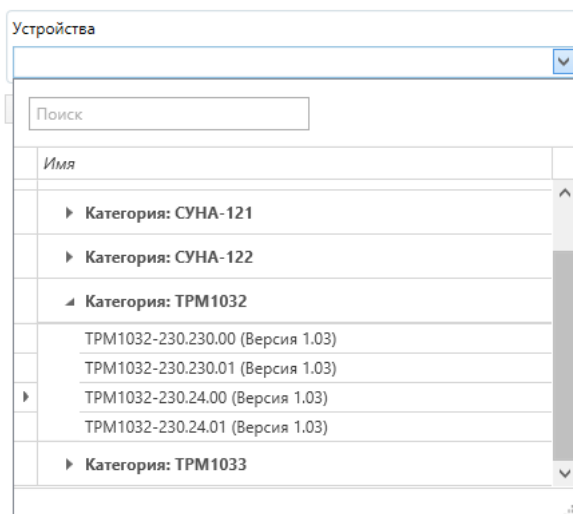 Устройства
Поиск
Имя
Категория: СУНА-121
Категория: СУНА-122
Категория: ТРМ1032
ТРМ1032-230.230.00 (Версия 1.03)
ТРМ1032-230.230.01 (Версия 1.03)
ТРМ1032-230.24.00 (Версия 1.03)
ТРМ1032-230.24.01 (Версия 1.03)
Категория: ТРМ1033